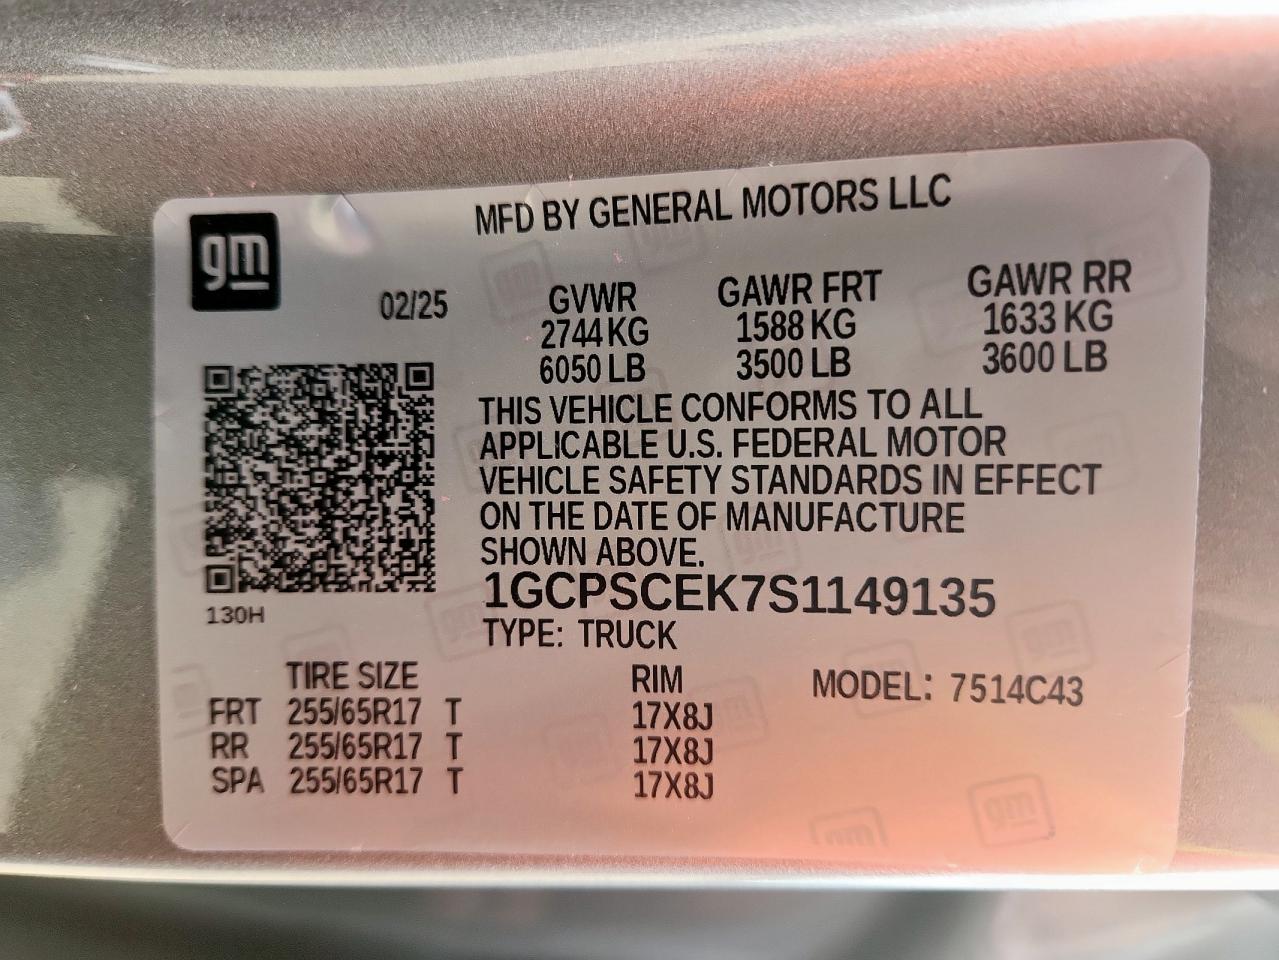 MFD BY GENERAL MOTORS LLC
gm
02/25
GVWR GAWR FRT GAWR RR
2744 KG 1588 KG 1633 KG
6050 LB 3500 LB 3600 LB
THIS VEHICLE CONFORMS TO ALL
APPLICABLE U.S. FEDERAL MOTOR
VEHICLE SAFETY STANDARDS IN EFFECT
ON THE DATE OF MANUFACTURE
SHOWN ABOVE.
1GCPSCEK7S1149135
130H
TYPE: TRUCK
TIRE SIZE RIM MODEL: 7514C43
FRT 255/65R17 T 17X8J
RR 255/65R17 T 17X8J
SPA 255/65R17 T 17X8J